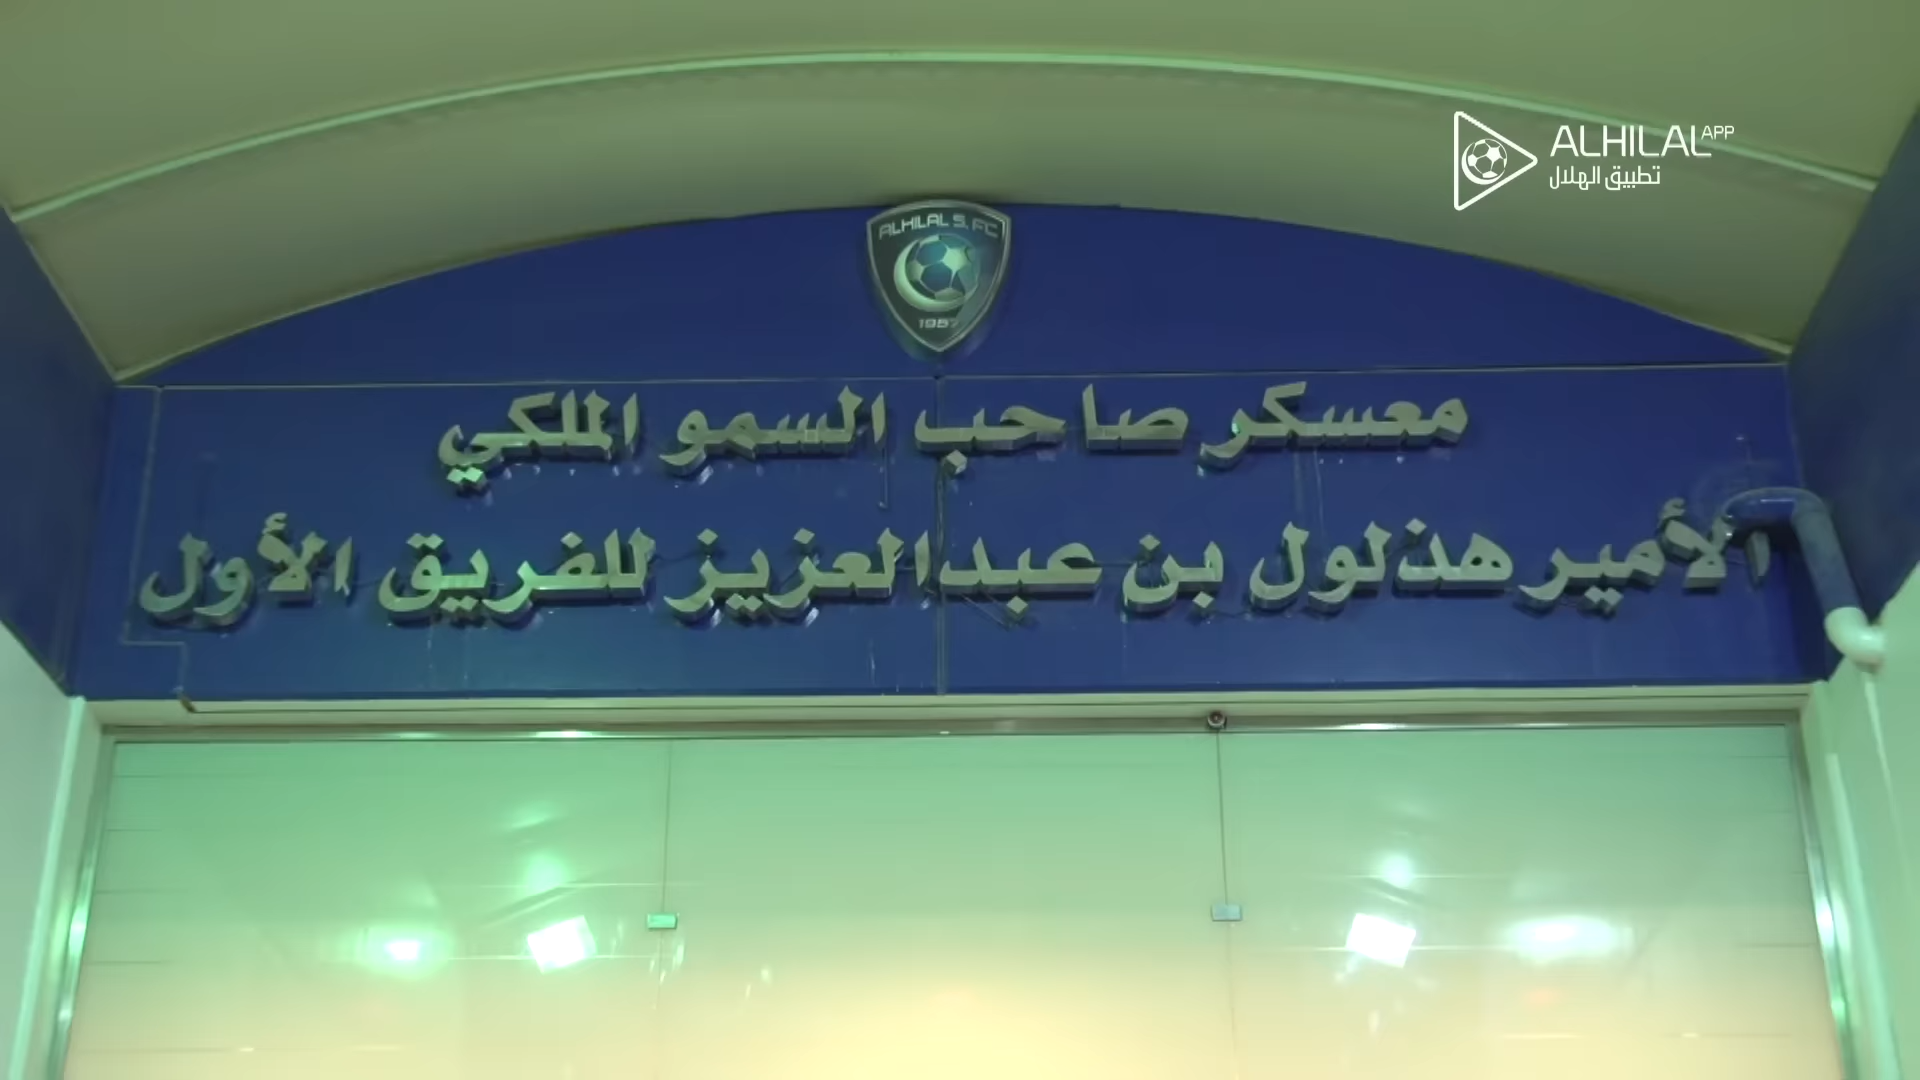 ALHILAL APP
تطبيق الهلال
ALHILAL S. FC
1957
معسكر صاحب السمو الملكي
الأمير هذلول بن عبدالعزيز للفريق الأول